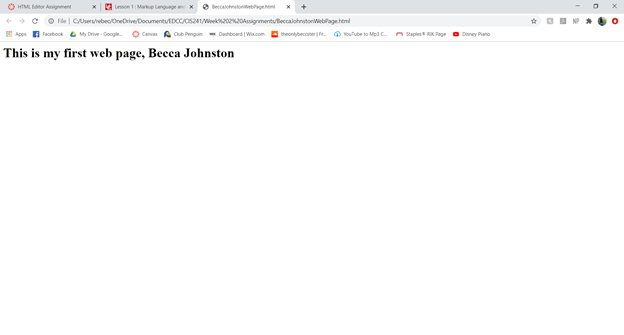 HTML Editor Assignment
Lesson 1 : Markup Language an
BeccaJohnstonWebPage.html
File | C:/Users/rebec/OneDrive/Documents/EDCC/CIS241/Week%202%20Assignments/BeccaJohnstonWebPage.html
Apps Facebook My Drive - Google... Canvas Club Penguin Dashboard | Wix.com theonlybeccster | Fr... YouTube to Mp3 C... Staples® RIK Page Disney Piano
This is my first web page, Becca Johnston